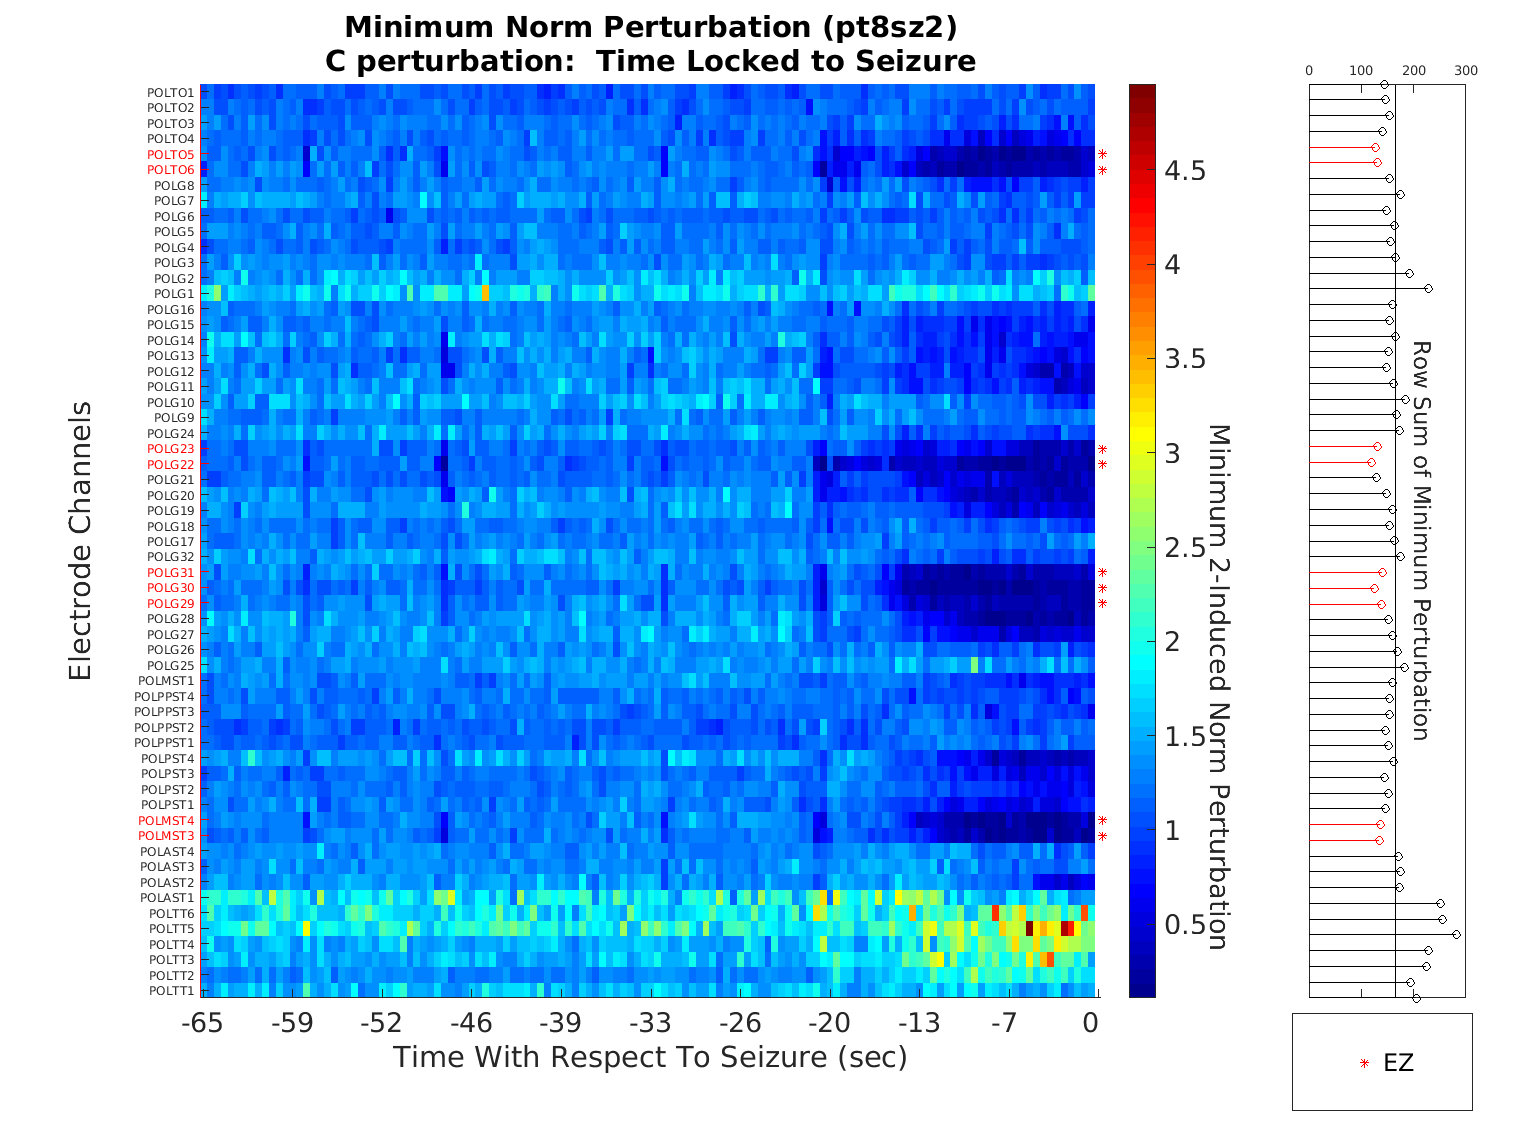 Minimum Norm Perturbation (pt8sz2)
C perturbation: Time Locked to Seizure
Electrode Channels
POLTO1
POLTO2
POLTO3
POLTO4
POLTO5
POLTO6
POLG8
POLG7
POLG6
POLG5
POLG4
POLG3
POLG2
POLG1
POLG16
POLG15
POLG14
POLG13
POLG12
POLG11
POLG10
POLG9
POLG24
POLG23
POLG22
POLG21
POLG20
POLG19
POLG18
POLG17
POLG32
POLG31
POLG30
POLG29
POLG28
POLG27
POLG26
POLG25
POLMST1
POLPPST4
POLPPST3
POLPPST2
POLPPST1
POLPST4
POLPST3
POLPST2
POLPST1
POLMST4
POLMST3
POLAST4
POLAST3
POLAST2
POLAST1
POLTT6
POLTT5
POLTT4
POLTT3
POLTT2
POLTT1
-65 -59 -52 -46 -39 -33 -26 -20 -13 -7 0
Time With Respect To Seizure (sec)
4.5
4
3.5
3
2.5
2
1.5
1
0.5
Minimum 2-Induced Norm Perturbation
0 100 200 300
Row Sum of Minimum Perturbation
EZ